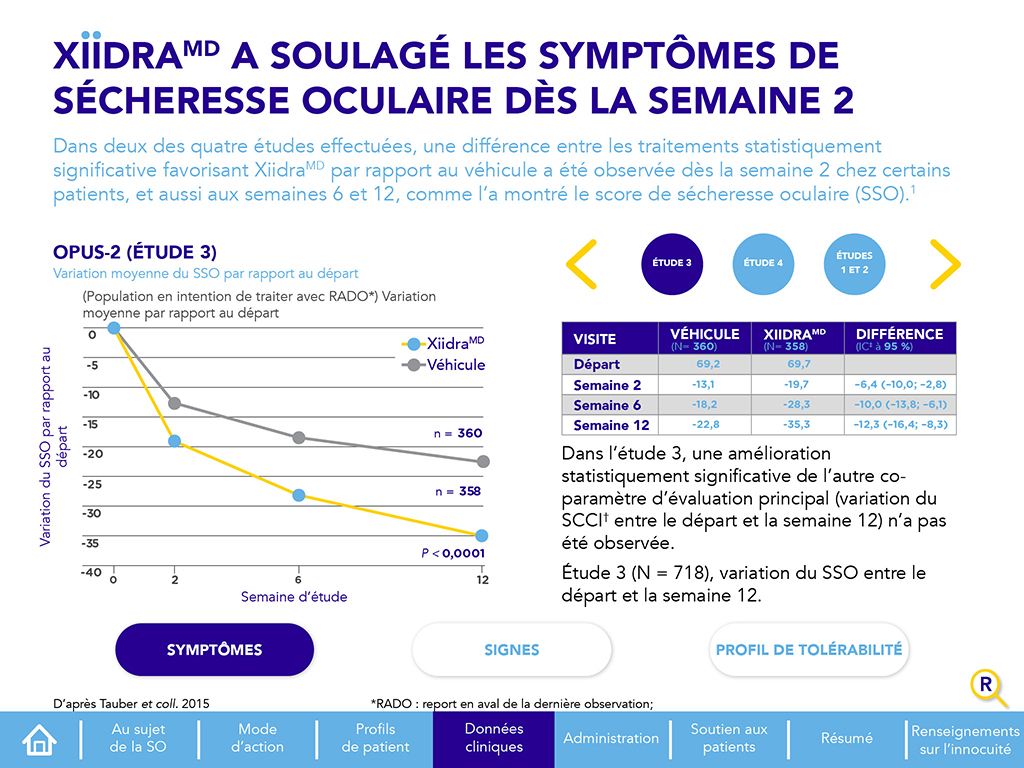 XIIDRAMD A SOULAGÉ LES SYMPTÔMES DE
SÉCHERESSE OCULAIRE DÈS LA SEMAINE 2
Dans deux des quatre études effectuées, une différence entre les traitements statistiquement
significative favorisant XiidraMD par rapport au véhicule a été observée dès la semaine 2 chez certains
patients, et aussi aux semaines 6 et 12, comme l’a montré le score de sécheresse oculaire (SSO).1
OPUS-2 (ÉTUDE 3)
Variation moyenne du SSO par rapport au départ
(Population en intention de traiter avec RADO*) Variation
moyenne par rapport au départ
Variation du SSO par rapport au
départ
0
-5
-10
-15
-20
-25
-30
-35
-40
XiidraMD
Véhicule
n = 360
n = 358
P < 0,0001
0 2 6 12
Semaine d’étude
ÉTUDE 3
ÉTUDE 4
ÉTUDES
1 ET 2
VISITE VÉHICULE (N= 360) XIIDRAMD (N= 358) DIFFÉRENCE (IC‡ à 95 %)
Départ 69,2 69,7
Semaine 2 -13,1 -19,7 –6,4 (–10,0; –2,8)
Semaine 6 -18,2 -28,3 –10,0 (–13,8; –6,1)
Semaine 12 -22,8 -35,3 –12,3 (–16,4; –8,3)
Dans l’étude 3, une amélioration
statistiquement significative de l’autre co-
paramètre d’évaluation principal (variation du
SCCI† entre le départ et la semaine 12) n’a pas
été observée.
Étude 3 (N = 718), variation du SSO entre le
départ et la semaine 12.
SYMPTÔMES
SIGNES
PROFIL DE TOLÉRABILITÉ
R
D’après Tauber et coll. 2015
*RADO : report en aval de la dernière observation;
Au sujet
de la SO
Mode
d’action
Profils
de patient
Données
cliniques
Administration
Soutien aux
patients
Résumé
Renseignements
sur l’innocuité